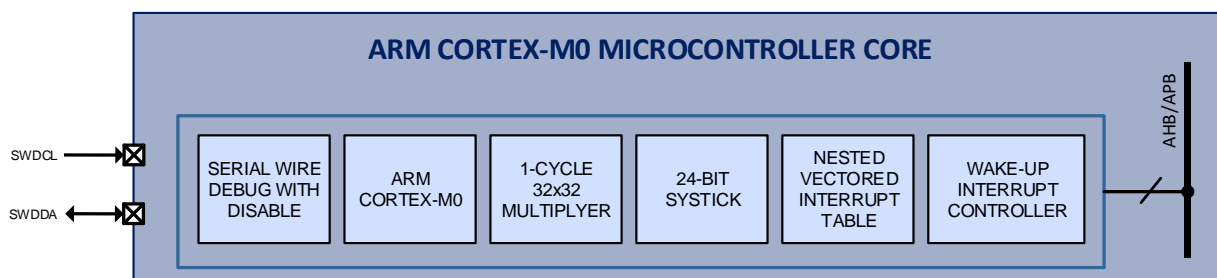 ARM CORTEX-M0 MICROCONTROLLER CORE
AHB/APB
SWDCL
SWDDA
SERIAL WIRE
DEBUG WITH
DISABLE
ARM
CORTEX-M0
1-CYCLE
32x32
MULTIPLYER
24-BIT
SYSTICK
NESTED
VECTORED
INTERRUPT
TABLE
WAKE-UP
INTERRUPT
CONTROLLER